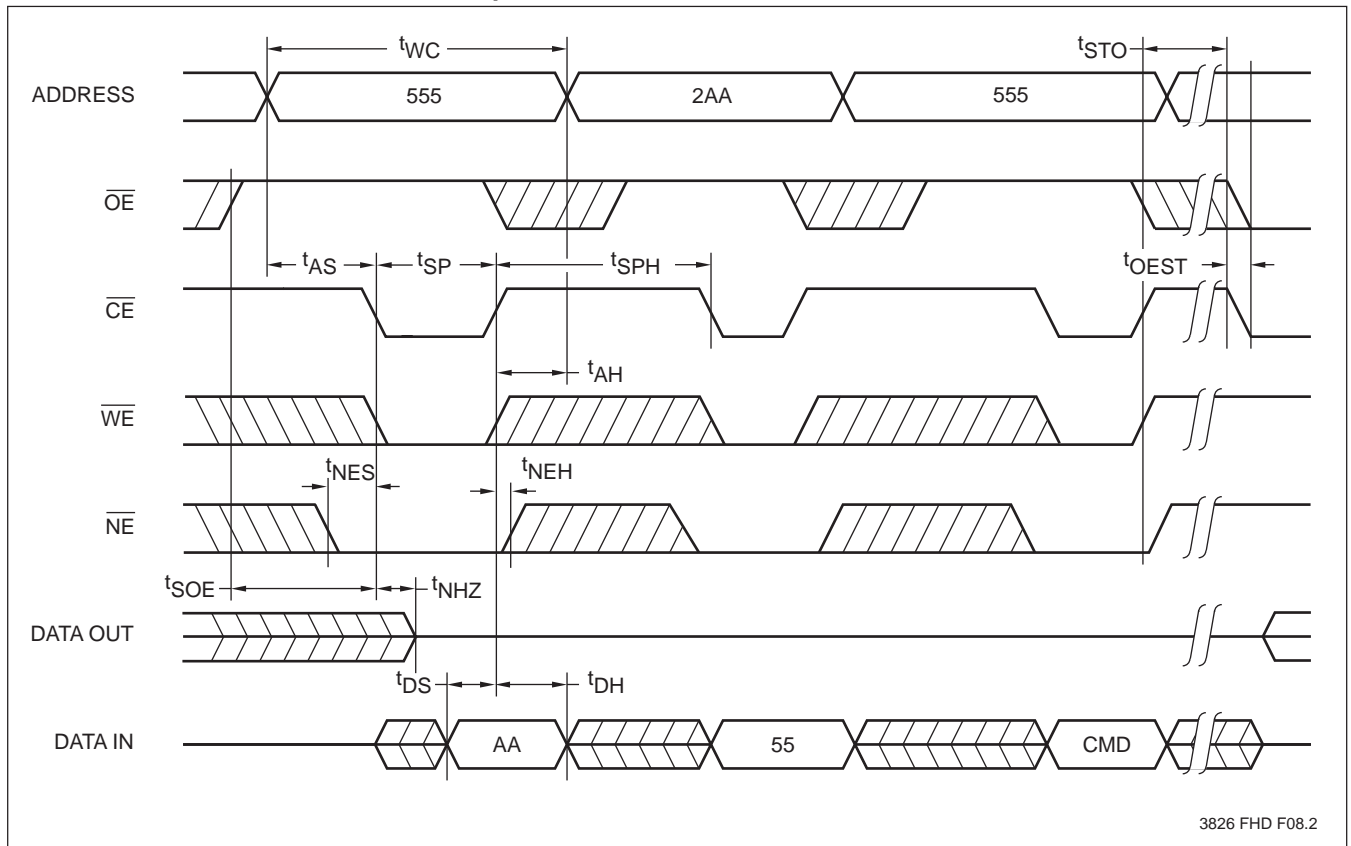 tWC
tSTO
ADDRESS
555
2AA
555
OE
tAS
tSP
tSPH
tOEST
CE
tAH
WE
tNES
tNEH
NE
tSOE
tNHZ
DATA OUT
tDS
tDH
DATA IN
AA
55
CMD
3826 FHD F08.2